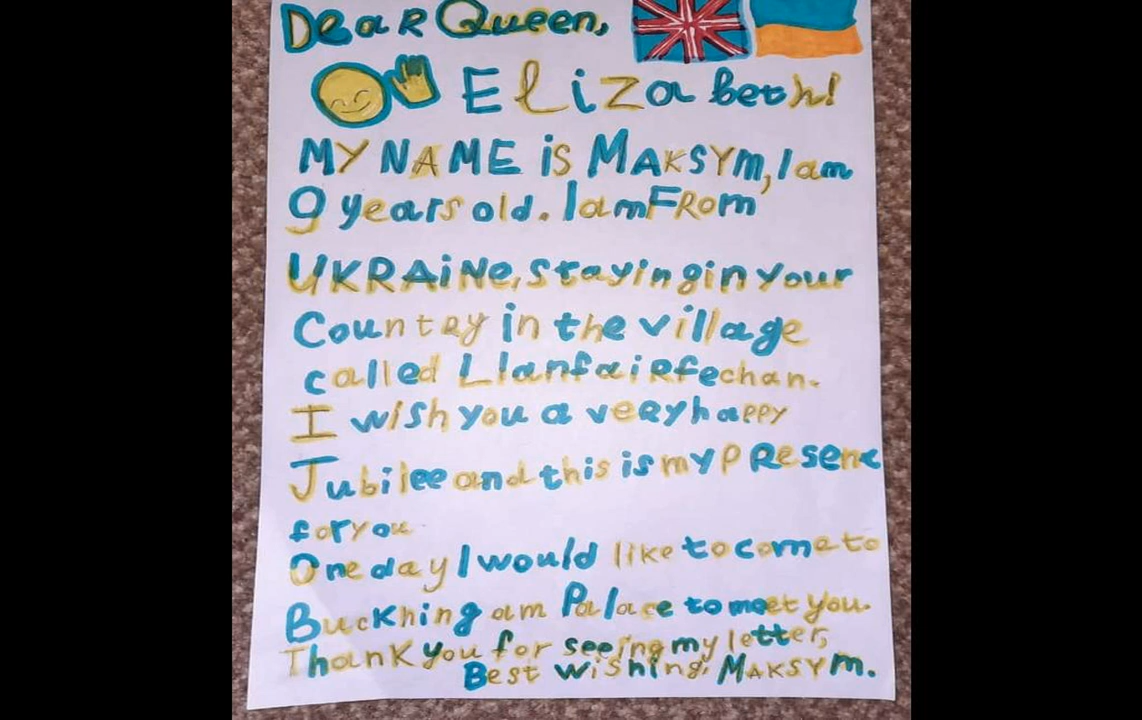 Dear Queen,
Elizabeth!
MY NAME iS MAKSYM, I am
9 years old. I am FRom
UKRAiNe, staying in your
Country in the village
called Llanfairfechan.
I wish you a very happy
Jubilee and this is my present
for you
One day I would like to come to
Buckhingam Palace to meet you.
Thank you for seeing my letter,
Best wishing, MAKSYM.